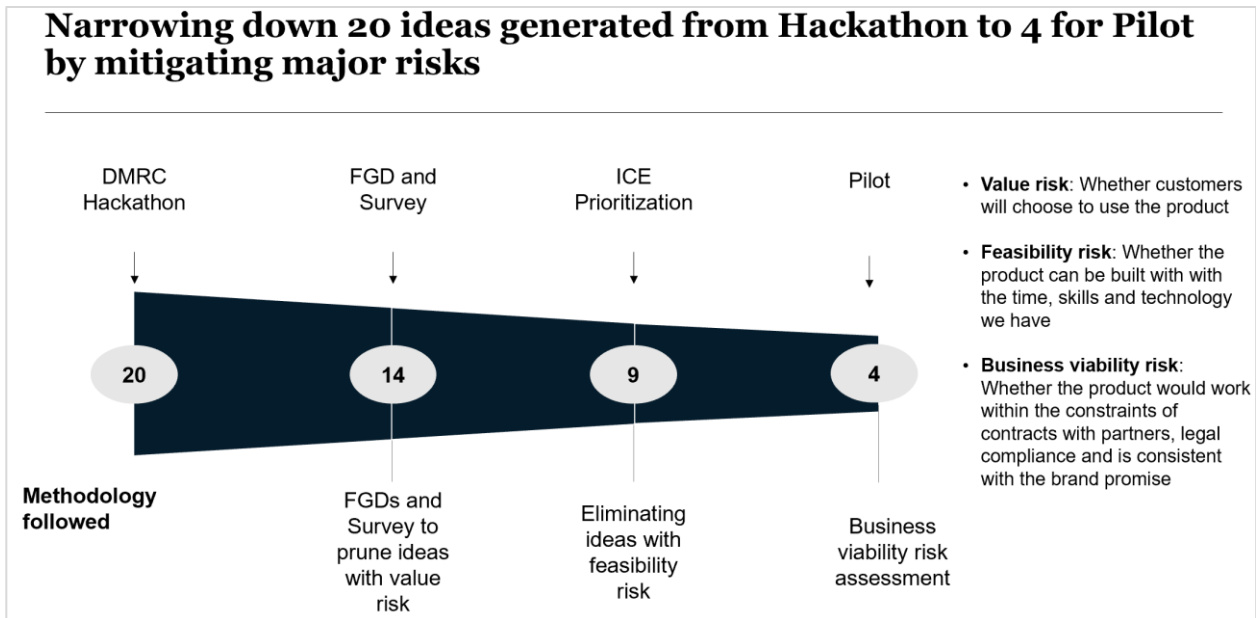 Narrowing down 20 ideas generated from Hackathon to 4 for Pilot
by mitigating major risks
DMRC
Hackathon
FGD and
Survey
ICE
Prioritization
Pilot
20
14
9
4
Methodology
followed
FGDs and
Survey to
prune ideas
with value
risk
Eliminating
ideas with
feasibility
risk
Business
viability risk
assessment
• Value risk: Whether customers
will choose to use the product
• Feasibility risk: Whether the
product can be built with with
the time, skills and technology
we have
• Business viability risk:
Whether the product would work
within the constraints of
contracts with partners, legal
compliance and is consistent
with the brand promise